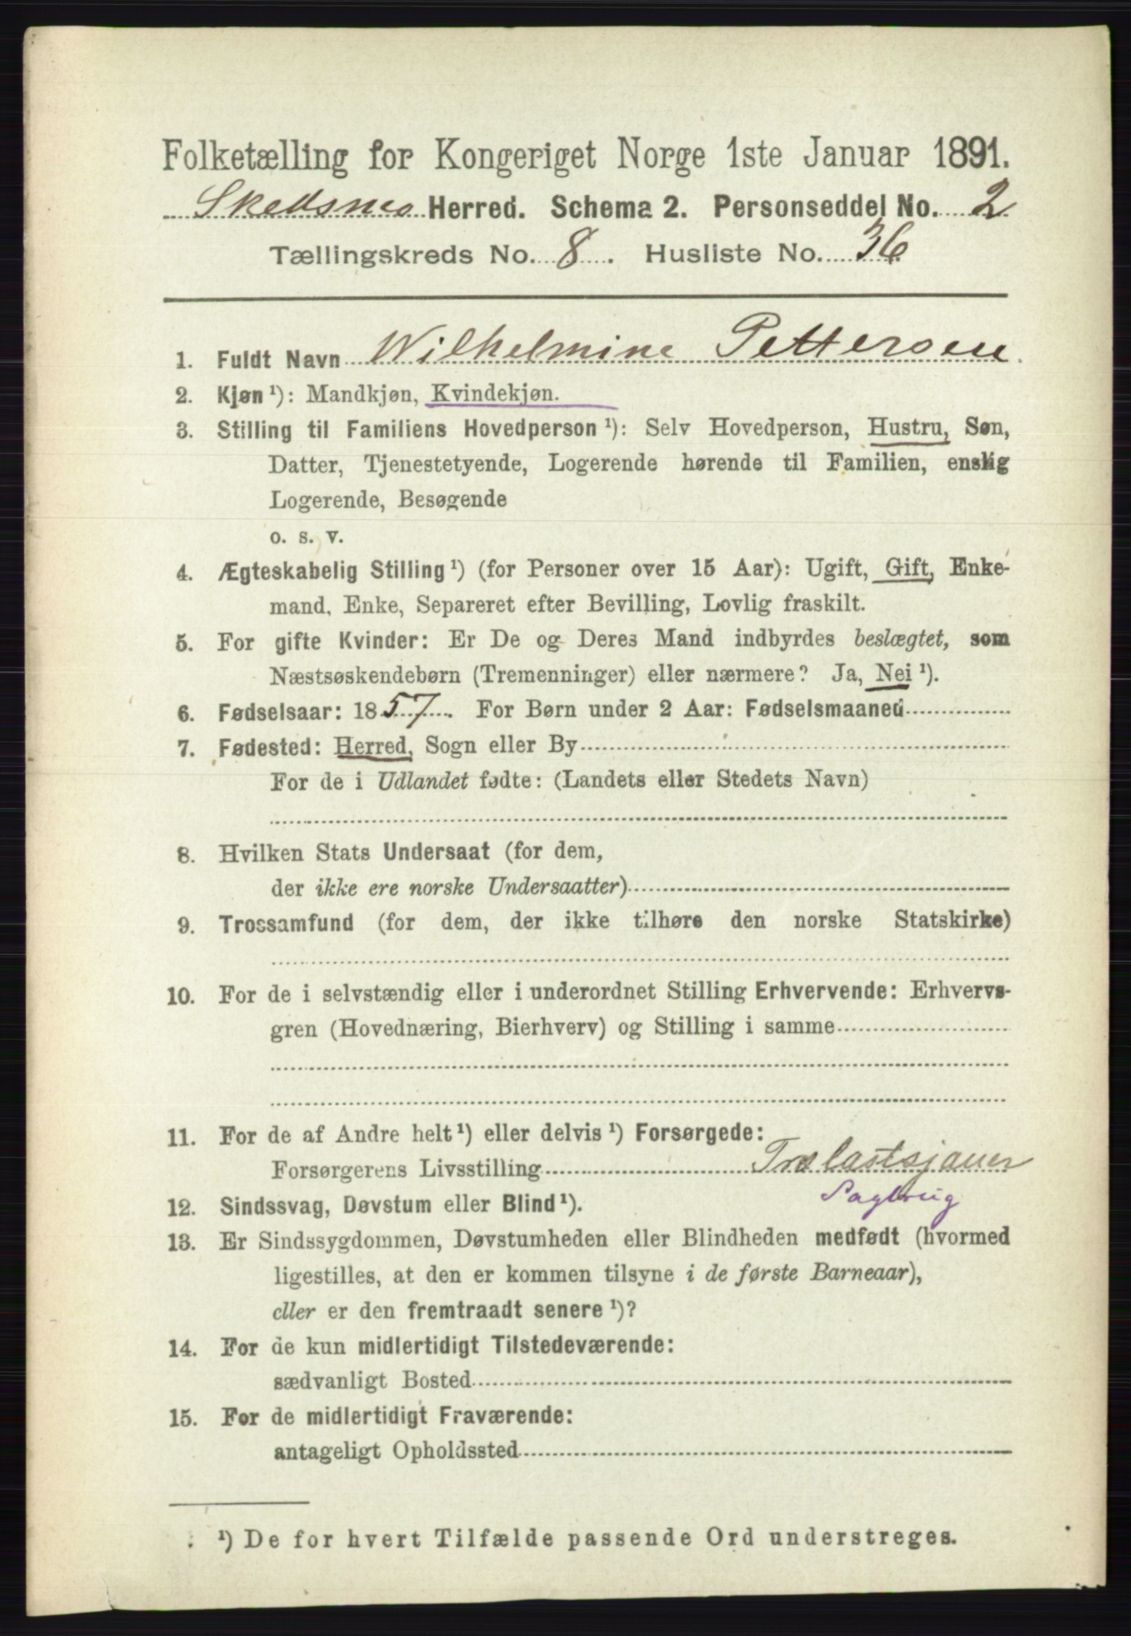 Folketælling for Kongeriget Norge 1ste Januar 1891.
Skedsmo Herred. Schema 2. Personseddel No. 2
Tællingskreds No. 8. Husliste No. 36
1. Fuldt Navn Wilhelmine Pettersen.
2. Kjøn ¹): Mandkjøn, Kvindekjøn.
3. Stilling til Familiens Hovedperson ¹): Selv Hovedperson, Hustru, Søn,
Datter, Tjenestetyende, Logerende hørende til Familien, enslig
Logerende, Besøgende
o. s. v.
4. Ægteskabelig Stilling ¹) (for Personer over 15 Aar): Ugift, Gift, Enke-
mand, Enke, Separeret efter Bevilling, Lovlig fraskilt.
5. For gifte Kvinder: Er De og Deres Mand indbyrdes beslægtet, som
Næstsøskendebørn (Tremenninger) eller nærmere? Ja, Nei ¹).
6. Fødselsaar: 1857. For Børn under 2 Aar: Fødselsmaaned
7. Fødested: Herred, Sogn eller By
For de i Udlandet fødte: (Landets eller Stedets Navn)
8. Hvilken Stats Undersaat (for dem,
der ikke ere norske Undersaatter)
9. Trossamfund (for dem, der ikke tilhøre den norske Statskirke)
10. For de i selvstændig eller i underordnet Stilling Erhvervende: Erhvervs-
gren (Hovednæring, Bierhverv) og Stilling i samme
11. For de af Andre helt ¹) eller delvis ¹) Forsørgede:
Forsørgerens Livsstilling Trælastsjauer
Sagbrug
12. Sindssvag, Døvstum eller Blind ¹).
13. Er Sindssygdommen, Døvstumheden eller Blindheden medfødt (hvormed
ligestilles, at den er kommen tilsyne i de første Barneaar),
eller er den fremtraadt senere ¹)?
14. For de kun midlertidigt Tilstedeværende:
sædvanligt Bosted
15. For de midlertidigt Fraværende:
antageligt Opholdssted
¹) De for hvert Tilfælde passende Ord understreges.